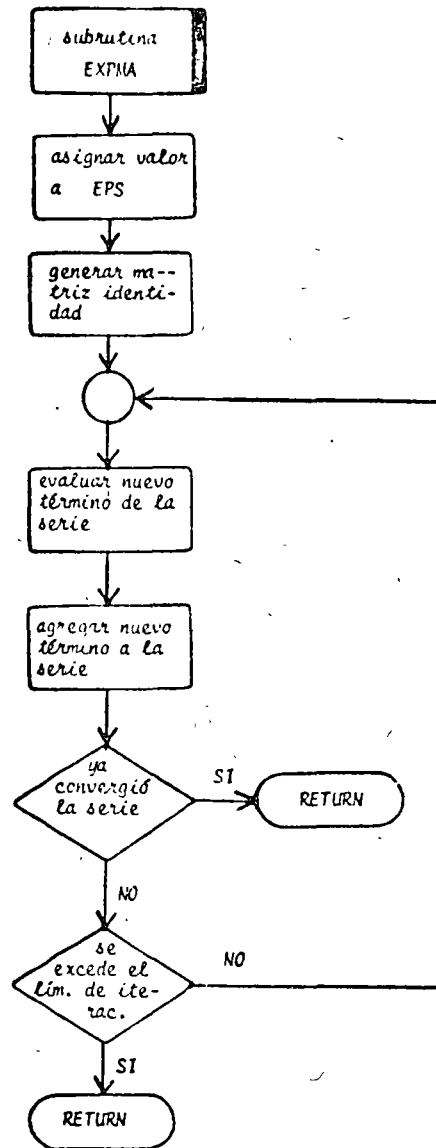 subrutina
EXPMA
asignar valor
a EPS
generar ma--
triz identi-
dad
evaluar nuevo
término de la
serie
agregar nuevo
término a la
serie
ya
convergió
la serie
SI
RETURN
NO
se
excede el
lím. de ite-
rac.
NO
SI
RETURN